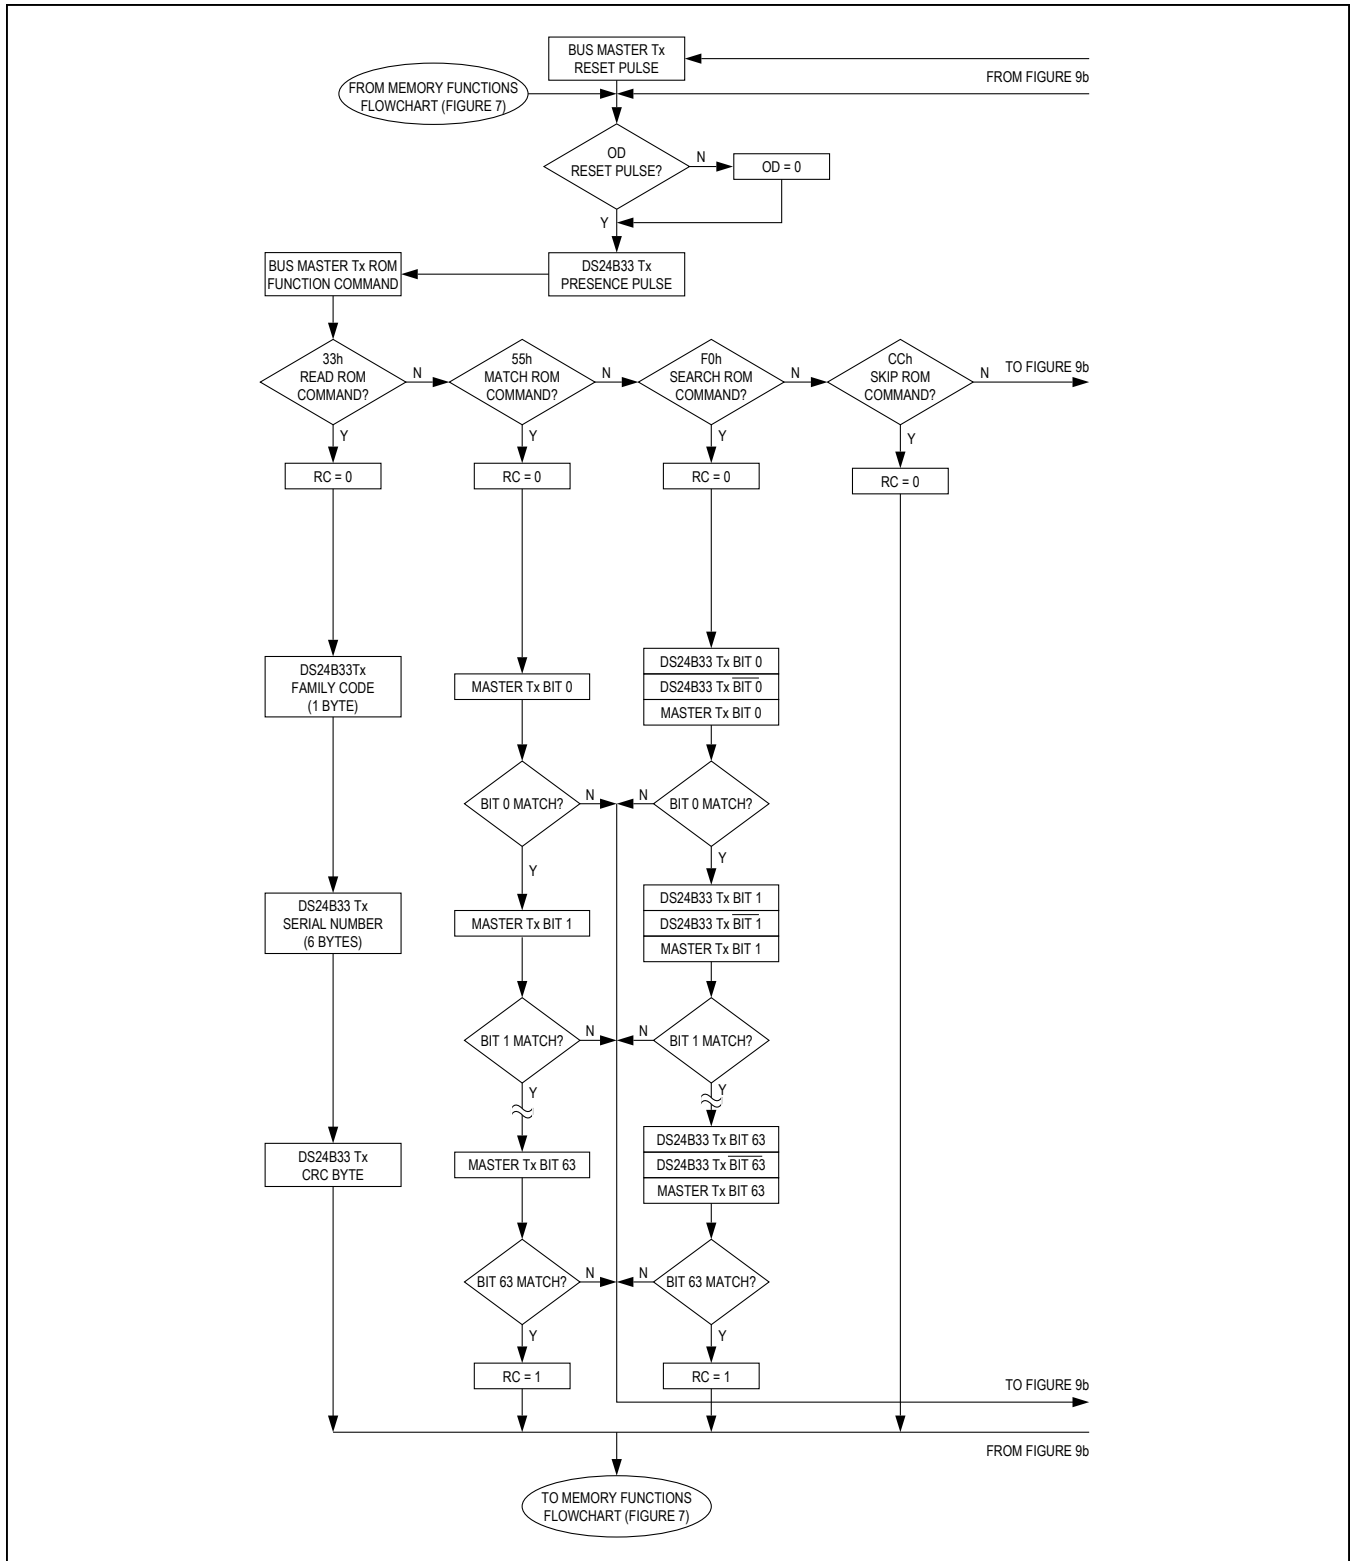 BUS MASTER Tx
RESET PULSE
FROM FIGURE 9b
FROM MEMORY FUNCTIONS
FLOWCHART (FIGURE 7)
OD
RESET PULSE?
N
OD = 0
Y
BUS MASTER Tx ROM
FUNCTION COMMAND
DS24B33 Tx
PRESENCE PULSE
33h
READ ROM
COMMAND?
N
55h
MATCH ROM
COMMAND?
N
F0h
SEARCH ROM
COMMAND?
N
CCh
SKIP ROM
COMMAND?
N
TO FIGURE 9b
Y
Y
Y
Y
RC = 0
RC = 0
RC = 0
RC = 0
DS24B33Tx
FAMILY CODE
(1 BYTE)
MASTER Tx BIT 0
DS24B33 Tx BIT 0
DS24B33 Tx B̅I̅T̅ ̅0̅
MASTER Tx BIT 0
BIT 0 MATCH?
N
N
BIT 0 MATCH?
Y
Y
DS24B33 Tx
SERIAL NUMBER
(6 BYTES)
MASTER Tx BIT 1
DS24B33 Tx BIT 1
DS24B33 Tx B̅I̅T̅ ̅1̅
MASTER Tx BIT 1
BIT 1 MATCH?
N
N
BIT 1 MATCH?
Y
Y
DS24B33 Tx
CRC BYTE
MASTER Tx BIT 63
DS24B33 Tx BIT 63
DS24B33 Tx B̅I̅T̅ ̅6̅3̅
MASTER Tx BIT 63
BIT 63 MATCH?
N
N
BIT 63 MATCH?
Y
Y
RC = 1
RC = 1
TO FIGURE 9b
FROM FIGURE 9b
TO MEMORY FUNCTIONS
FLOWCHART (FIGURE 7)